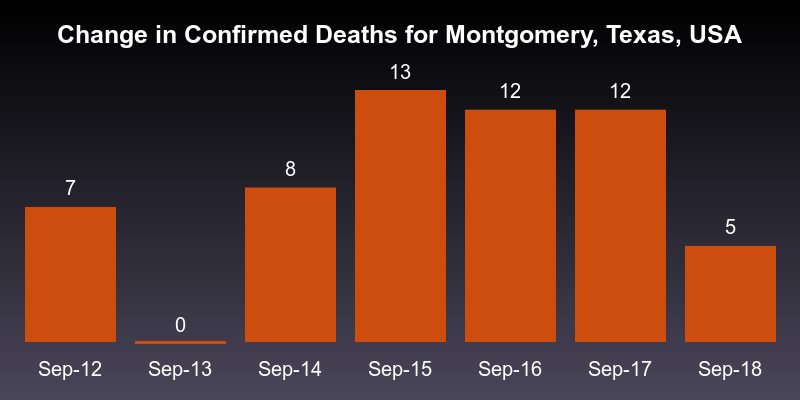 Change in Confirmed Deaths for Montgomery, Texas, USA
7
0
8
13
12
12
5
Sep-12
Sep-13
Sep-14
Sep-15
Sep-16
Sep-17
Sep-18